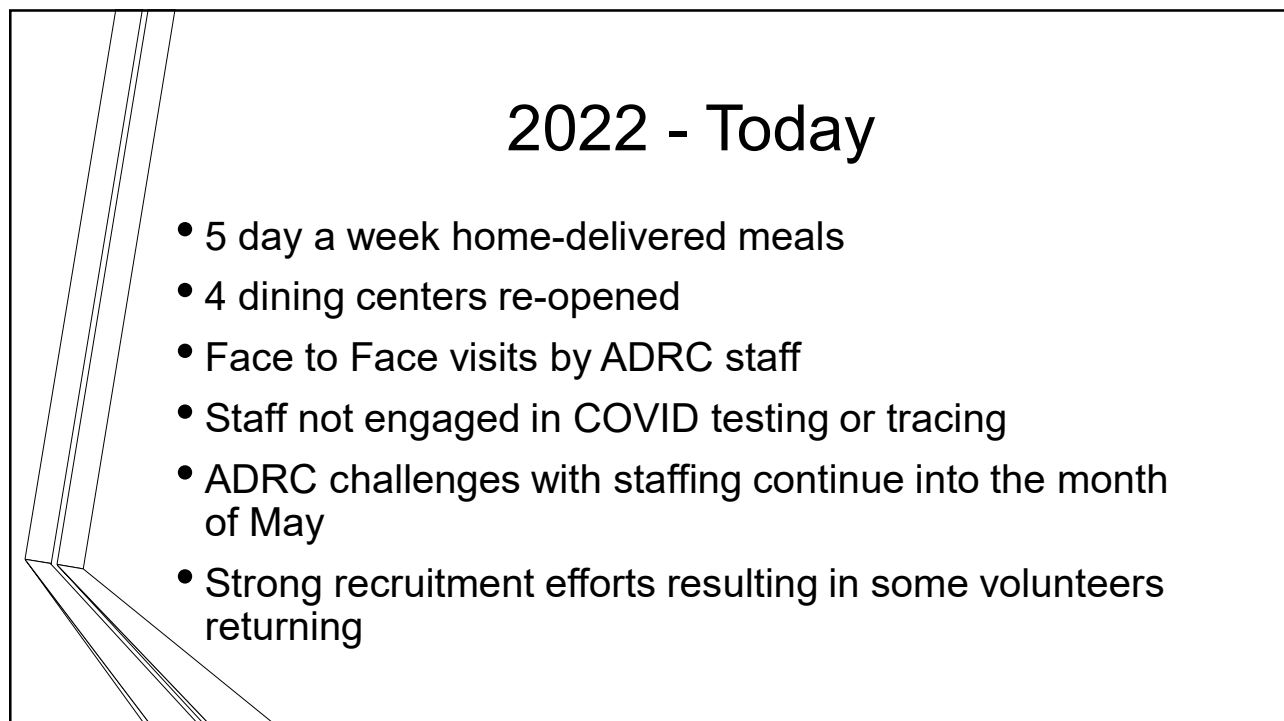 2022 - Today
• 5 day a week home-delivered meals
• 4 dining centers re-opened
• Face to Face visits by ADRC staff
• Staff not engaged in COVID testing or tracing
• ADRC challenges with staffing continue into the month
of May
• Strong recruitment efforts resulting in some volunteers
returning